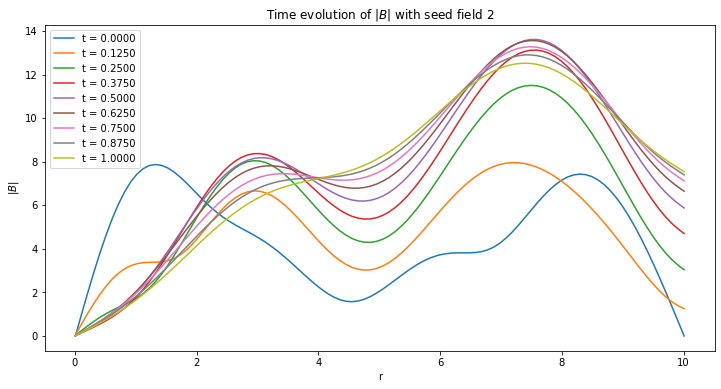 Time evolution of |B| with seed field 2
t = 0.0000
t = 0.1250
t = 0.2500
t = 0.3750
t = 0.5000
t = 0.6250
t = 0.7500
t = 0.8750
t = 1.0000
|B|
14
12
10
8
6
4
2
0
0 2 4 6 8 10
r